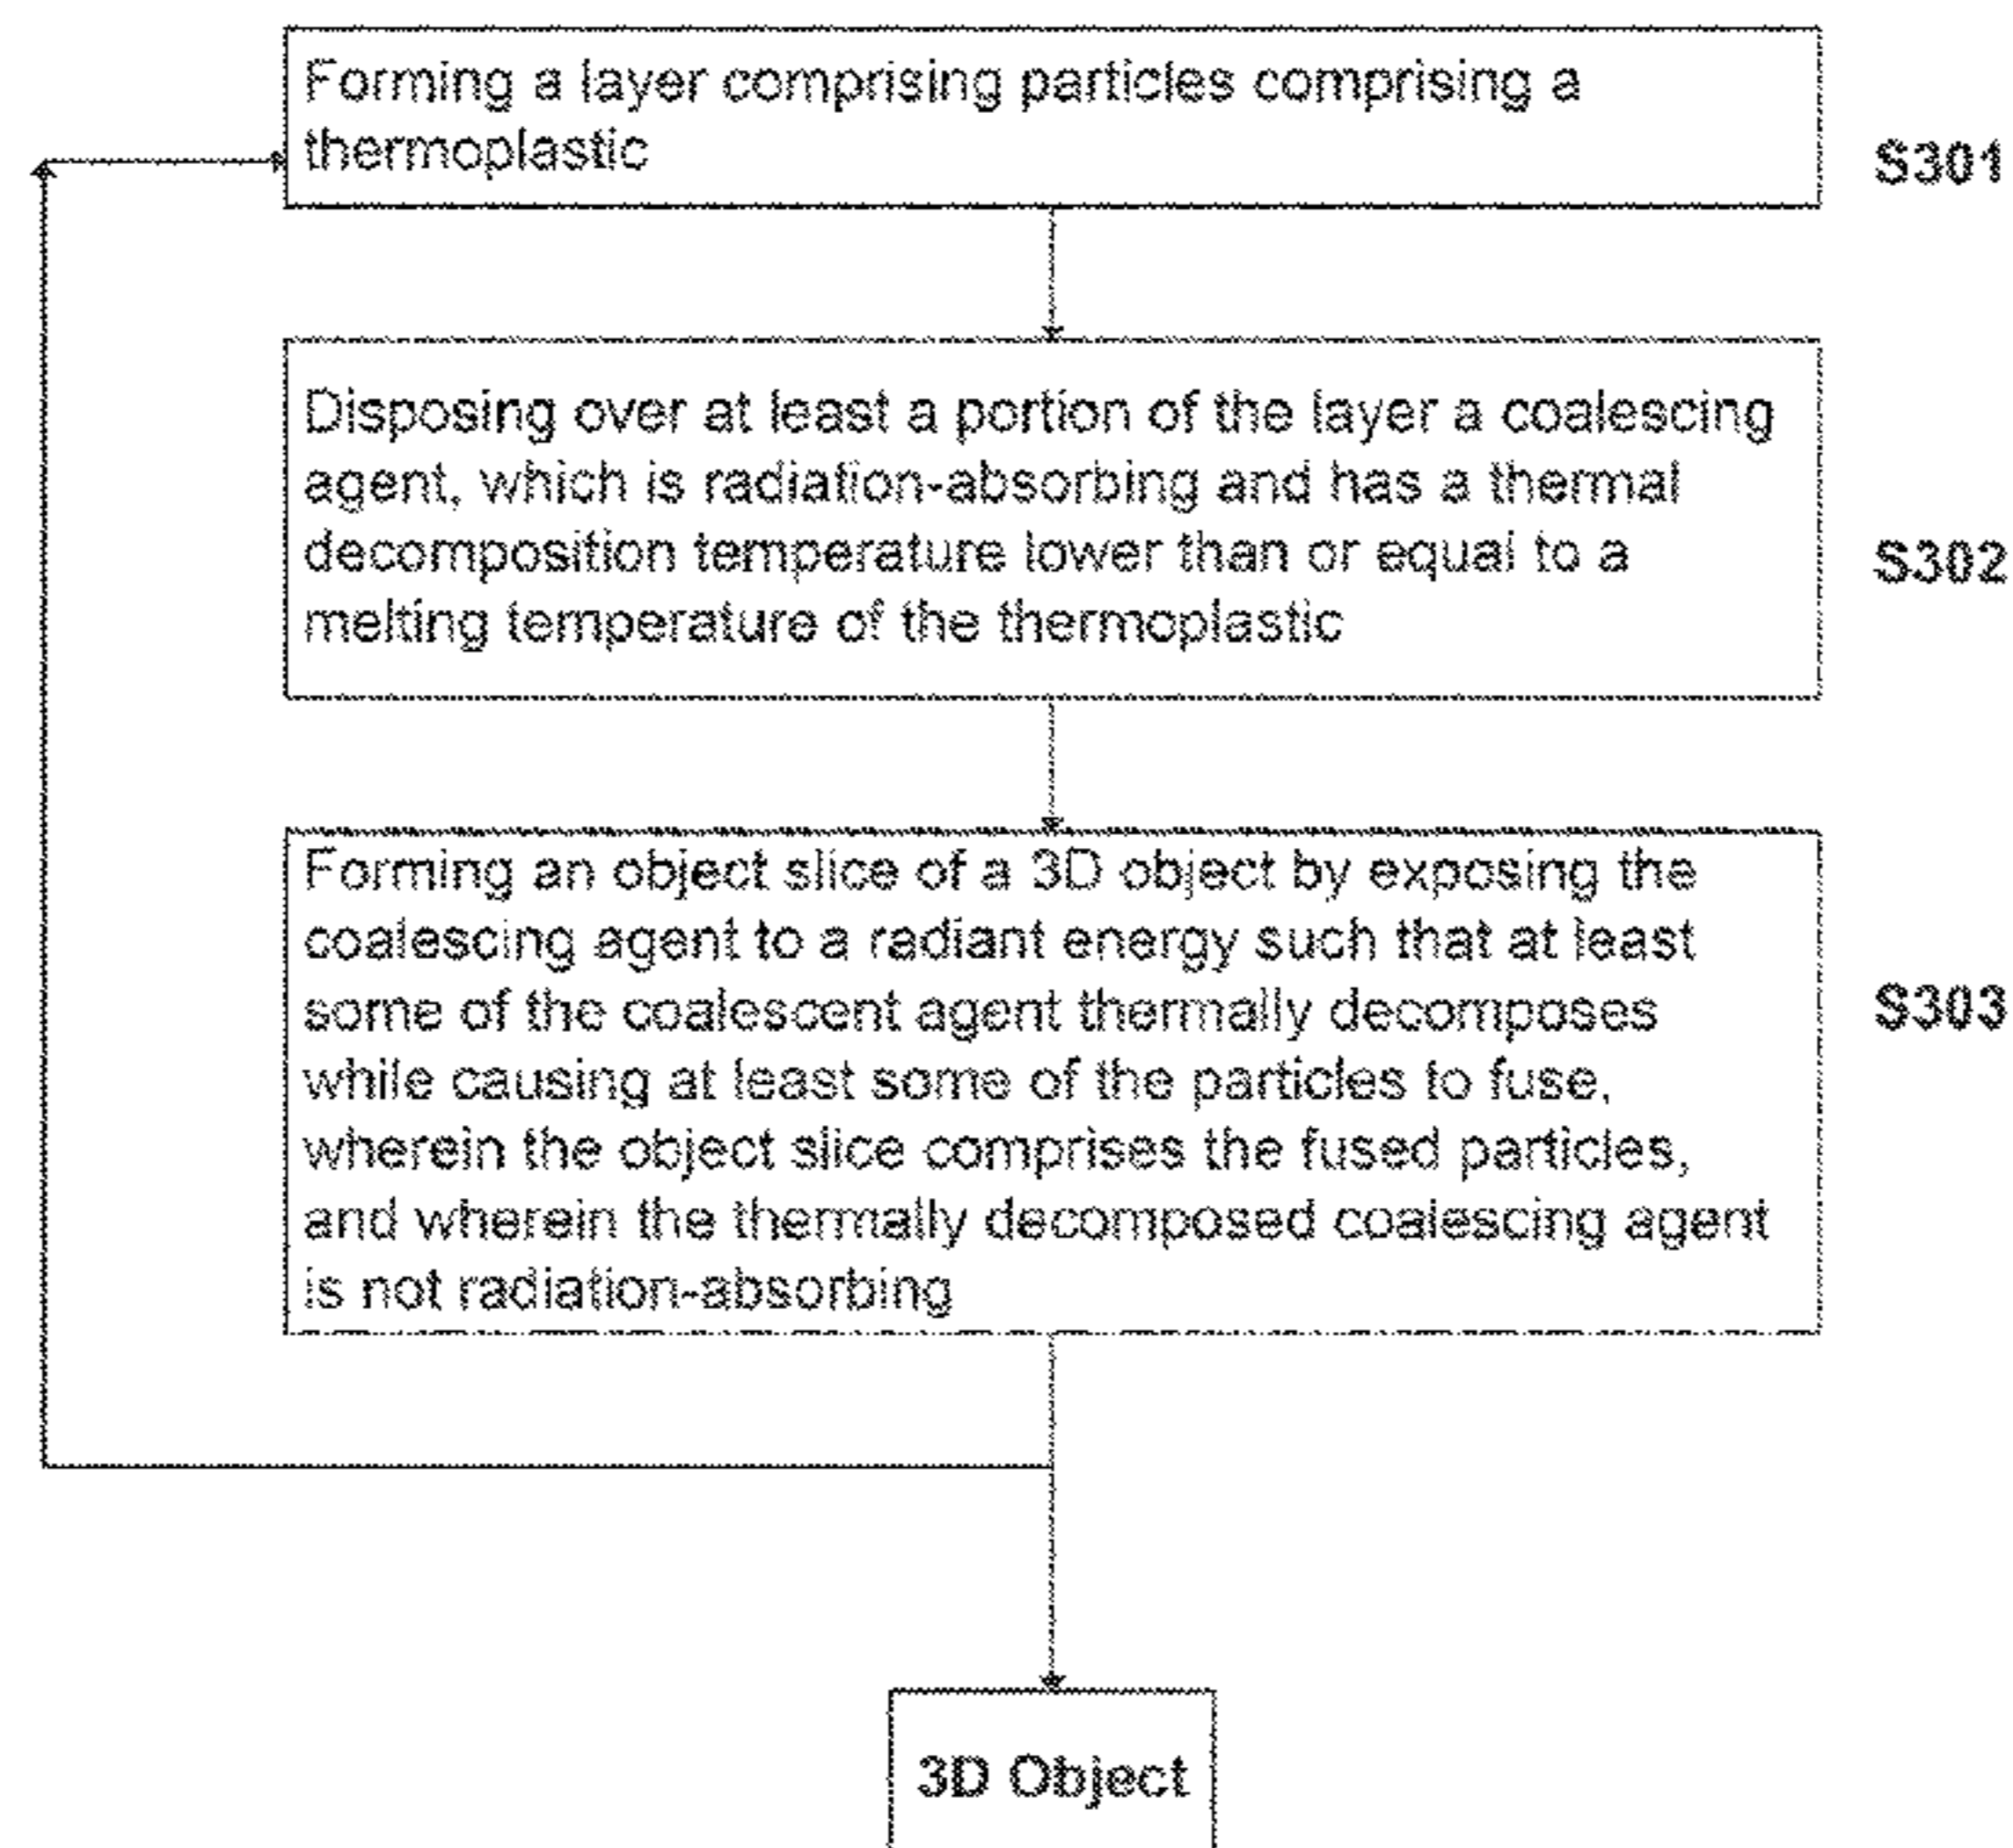 Forming a layer comprising particles comprising a
thermoplastic
S301
Disposing over at least a portion of the layer a coalescing
agent, which is radiation-absorbing and has a thermal
decomposition temperature lower than or equal to a
melting temperature of the thermoplastic
S302
Forming an object slice of a 3D object by exposing the
coalescing agent to a radiant energy such that at least
some of the coalescent agent thermally decomposes
while causing at least some of the particles to fuse,
wherein the object slice comprises the fused particles,
and wherein the thermally decomposed coalescing agent
is not radiation-absorbing
S303
3D Object